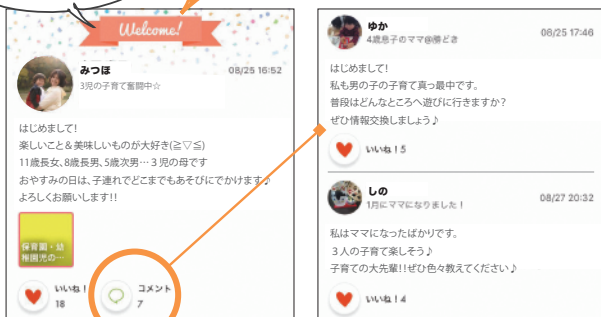 Welcome!
みつほ
08/25 16:52
3児の子育て奮闘中☆
はじめまして!
楽しいこと&美味しいものが大好き(≧▽≦)
11歳長女、8歳長男、5歳次男…３児の母です
おやすみの日は、子連れでどこまでもあそびにでかけます♪
よろしくお願いします!!
保育園・幼
稚園児の…
いいね！
18
コメント
7
ゆか
08/25 17:46
4歳息子のママ@勝どき
はじめまして!
私も男の子の子育て真っ最中です。
普段はどんなところへ遊びに行きますか？
ぜひ情報交換しましょう♪
いいね！5
しの
08/27 20:32
1月にママになりました！
私はママになったばかりです。
３人の子育て楽しそう♪
子育ての大先輩!!ぜひ色々教えてください♪
いいね！4